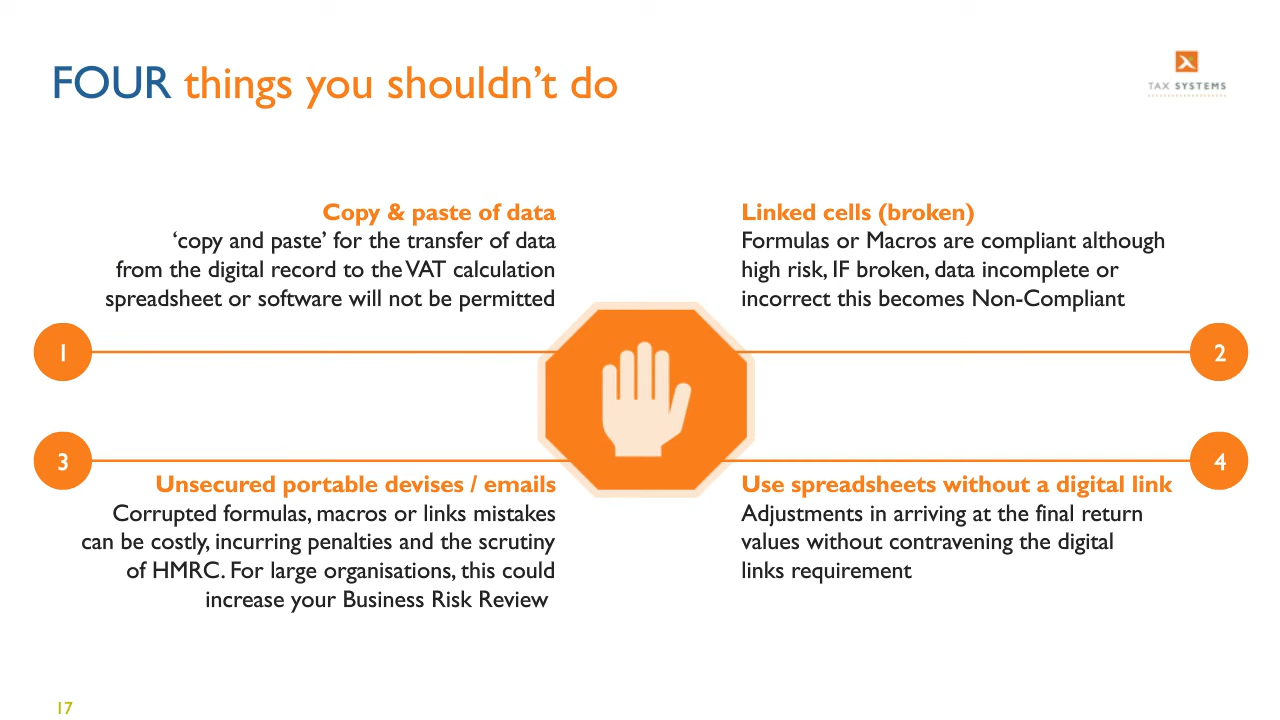 FOUR things you shouldn’t do
TAX SYSTEMS
Copy & paste of data
‘copy and paste’ for the transfer of data
from the digital record to the VAT calculation
spreadsheet or software will not be permitted
1
Linked cells (broken)
Formulas or Macros are compliant although
high risk, IF broken, data incomplete or
incorrect this becomes Non-Compliant
2
3
Unsecured portable devises / emails
Corrupted formulas, macros or links mistakes
can be costly, incurring penalties and the scrutiny
of HMRC. For large organisations, this could
increase your Business Risk Review
4
Use spreadsheets without a digital link
Adjustments in arriving at the final return
values without contravening the digital
links requirement
17